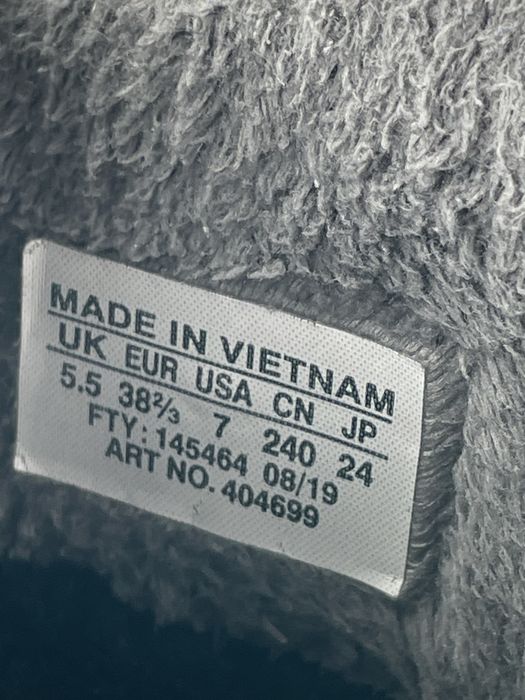 MADE IN VIETNAM
UK EUR USA CN JP
5.5 38⅔ 7 240 24
FTY: 145464 08/19
ART NO. 404699